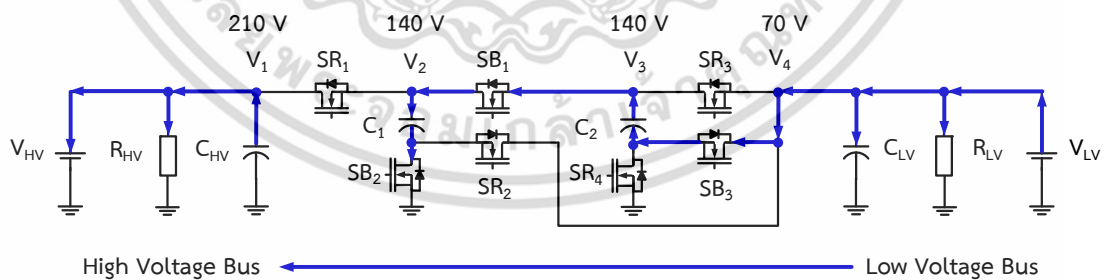 210 V 140 V 140 V 70 V
V1 SR1 V2 SB1 V3 SR3 V4
VHV RHV CHV C1 SB2 SR2 C2 SR4 SB3 CLV RLV VLV
High Voltage Bus Low Voltage Bus